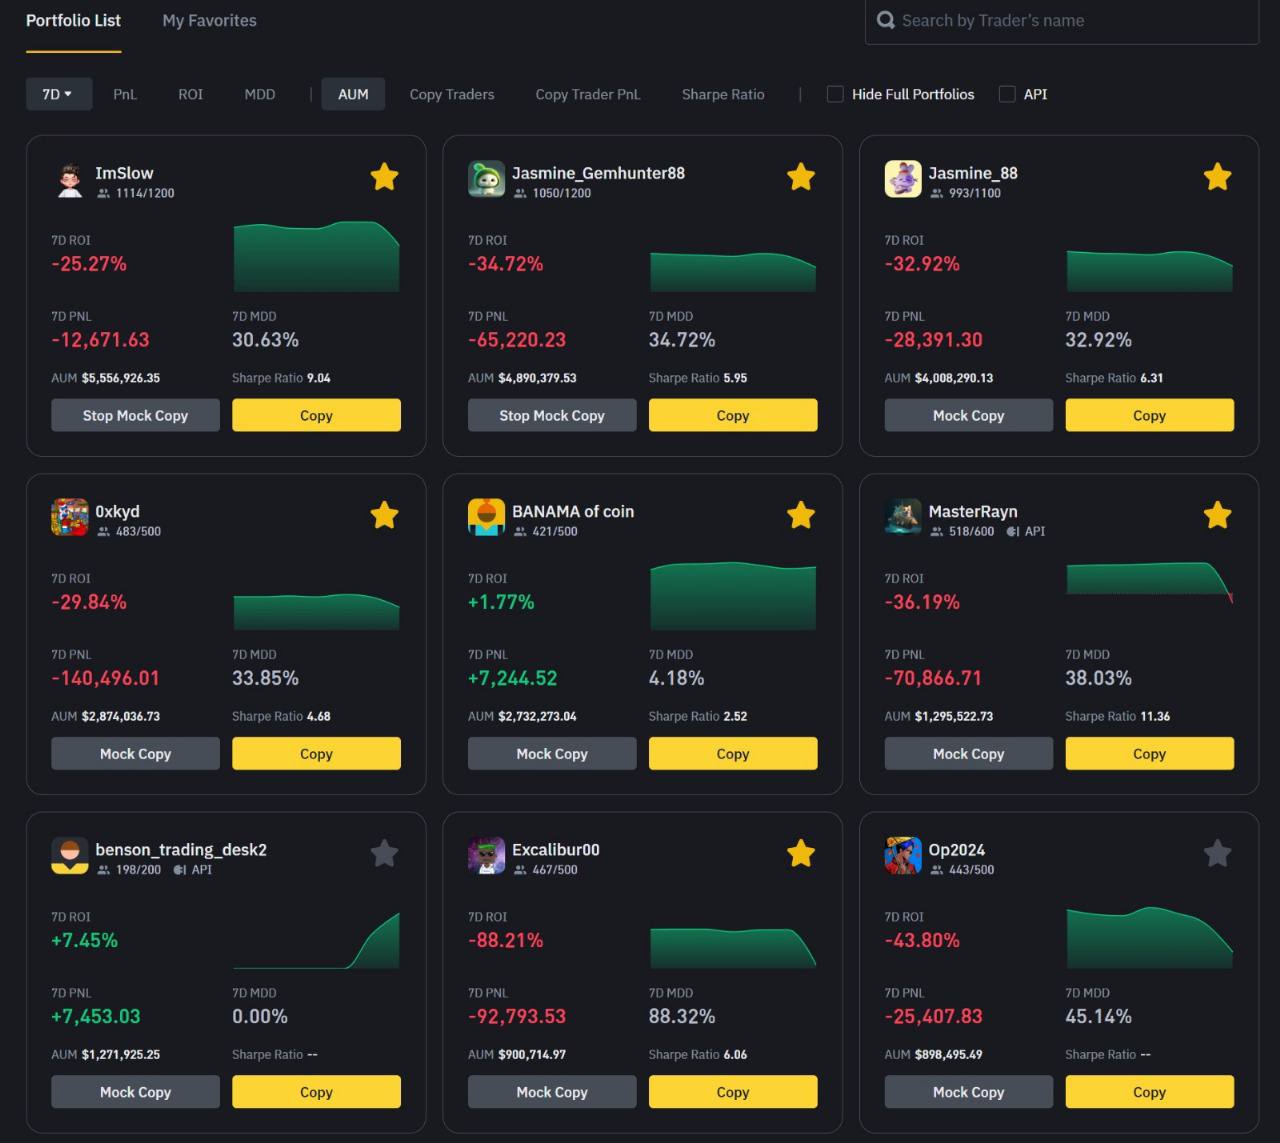 Portfolio List My Favorites Search by Trader's name
7D PnL ROI MDD | AUM Copy Traders Copy Trader PnL Sharpe Ratio | Hide Full Portfolios API
ImSlow
1114/1200
7D ROI
-25.27%
7D PNL 7D MDD
-12,671.63 30.63%
AUM $5,556,926.35 Sharpe Ratio 9.04
Stop Mock Copy Copy
Jasmine_Gemhunter88
1050/1200
7D ROI
-34.72%
7D PNL 7D MDD
-65,220.23 34.72%
AUM $4,890,379.53 Sharpe Ratio 5.95
Stop Mock Copy Copy
Jasmine_88
993/1100
7D ROI
-32.92%
7D PNL 7D MDD
-28,391.30 32.92%
AUM $4,008,290.13 Sharpe Ratio 6.31
Mock Copy Copy
0xkyd
483/500
7D ROI
-29.84%
7D PNL 7D MDD
-140,496.01 33.85%
AUM $2,874,036.73 Sharpe Ratio 4.68
Mock Copy Copy
BANAMA of coin
421/500
7D ROI
+1.77%
7D PNL 7D MDD
+7,244.52 4.18%
AUM $2,732,273.04 Sharpe Ratio 2.52
Mock Copy Copy
MasterRayn
518/600 API
7D ROI
-36.19%
7D PNL 7D MDD
-70,866.71 38.03%
AUM $1,295,522.73 Sharpe Ratio 11.36
Mock Copy Copy
benson_trading_desk2
198/200 API
7D ROI
+7.45%
7D PNL 7D MDD
+7,453.03 0.00%
AUM $1,271,925.25 Sharpe Ratio --
Mock Copy Copy
Excalibur00
467/500
7D ROI
-88.21%
7D PNL 7D MDD
-92,793.53 88.32%
AUM $900,714.97 Sharpe Ratio 6.06
Mock Copy Copy
Op2024
443/500
7D ROI
-43.80%
7D PNL 7D MDD
-25,407.83 45.14%
AUM $898,495.49 Sharpe Ratio --
Mock Copy Copy